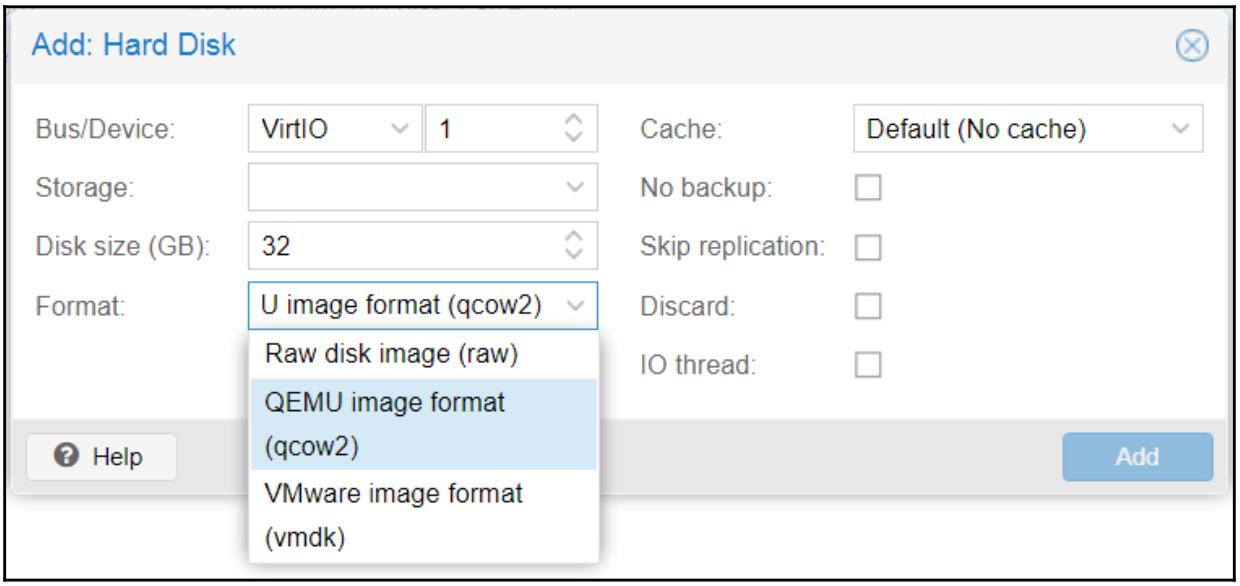 Add: Hard Disk
Bus/Device: VirtIO 1 Cache: Default (No cache)
Storage: No backup:
Disk size (GB): 32 Skip replication:
Format: U image format (qcow2) Discard:
Raw disk image (raw)
IO thread:
QEMU image format
(qcow2)
Help Add
VMware image format
(vmdk)